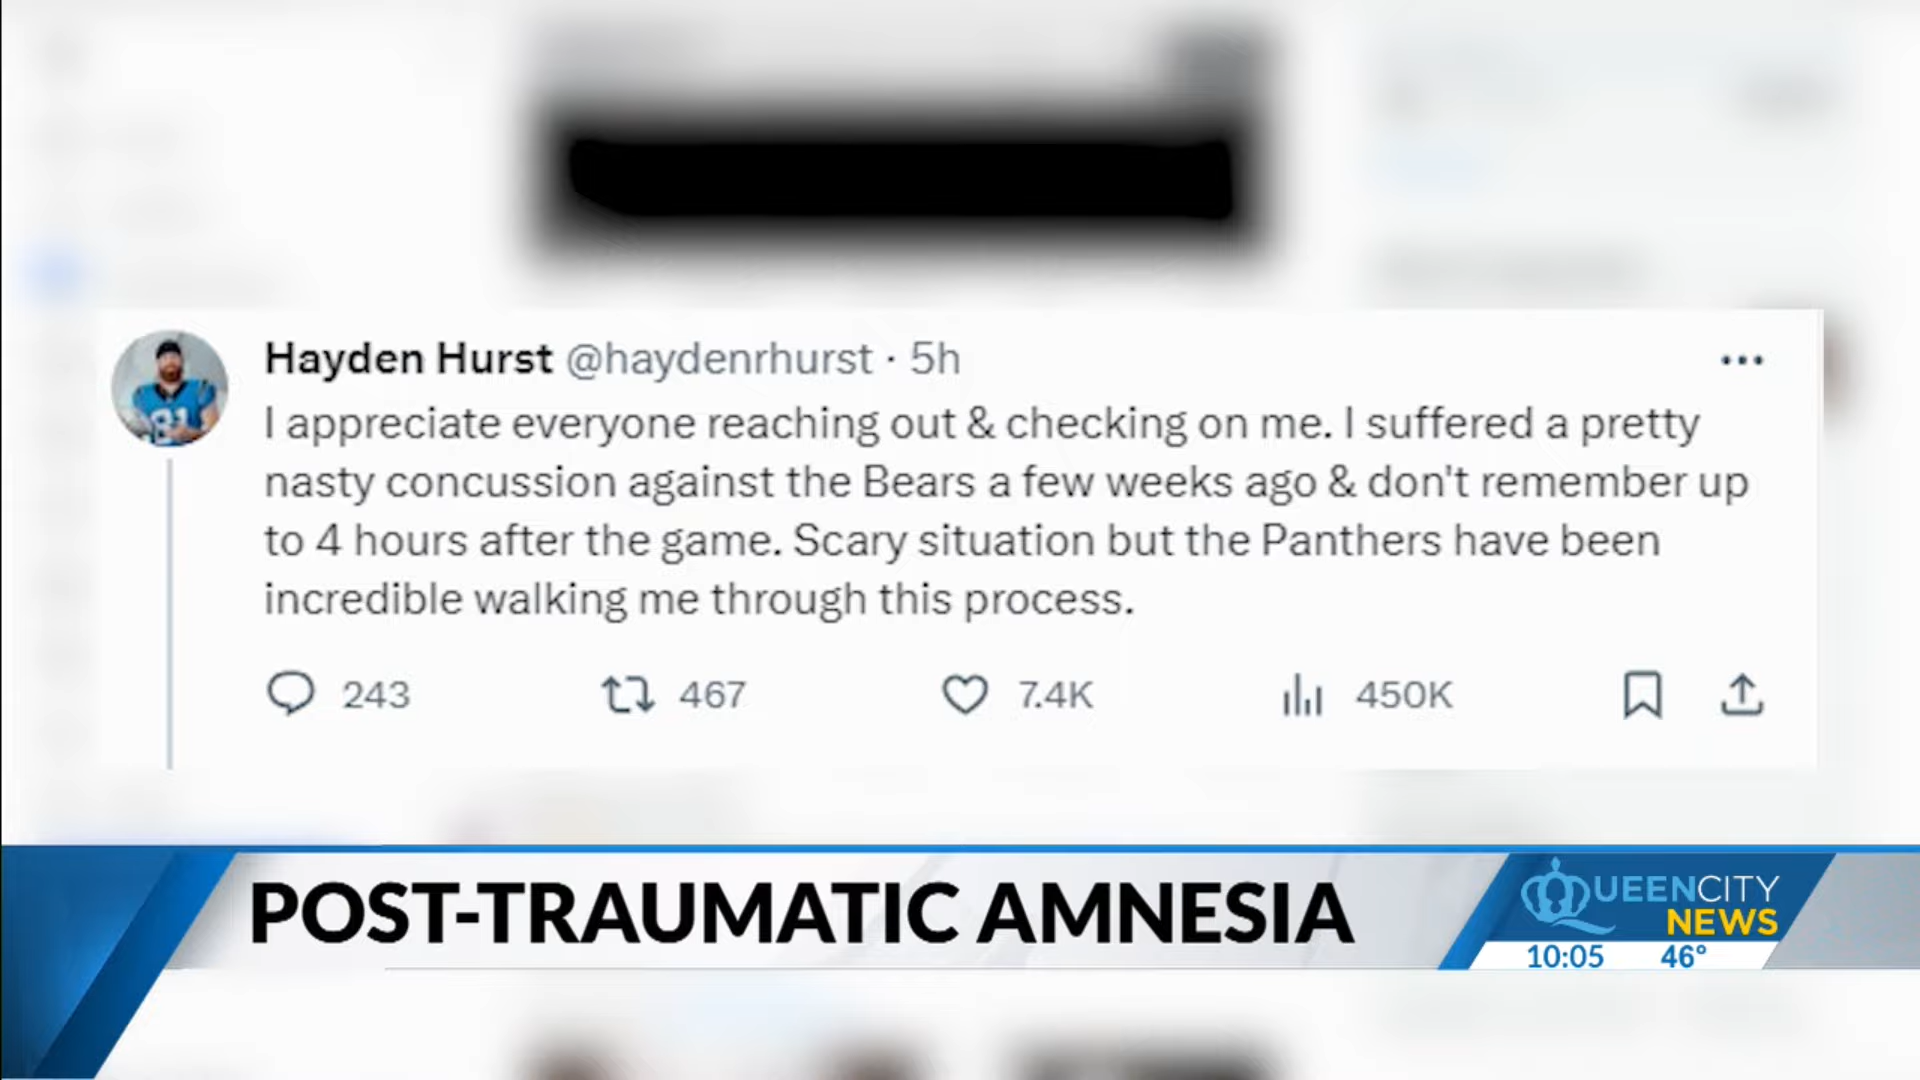 Hayden Hurst @haydenrhurst · 5h
I appreciate everyone reaching out & checking on me. I suffered a pretty
nasty concussion against the Bears a few weeks ago & don't remember up
to 4 hours after the game. Scary situation but the Panthers have been
incredible walking me through this process.
243 467 7.4K 450K
POST-TRAUMATIC AMNESIA
QUEENCITY
NEWS
10:05 46°